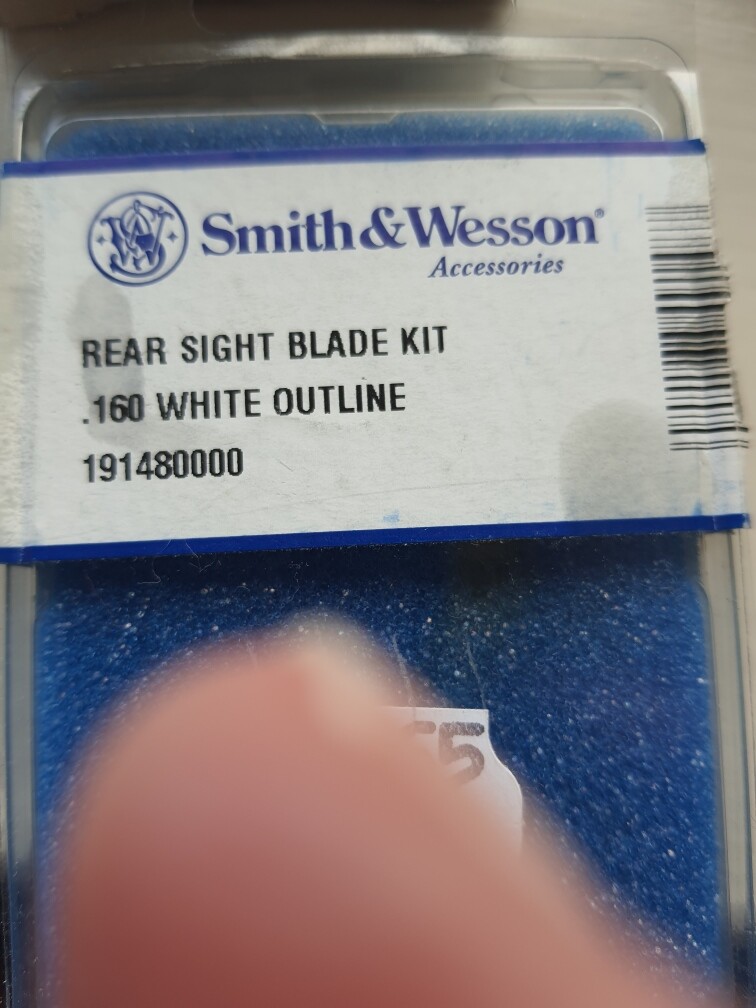 Smith & Wesson®
Accessories
REAR SIGHT BLADE KIT
.160 WHITE OUTLINE
191480000